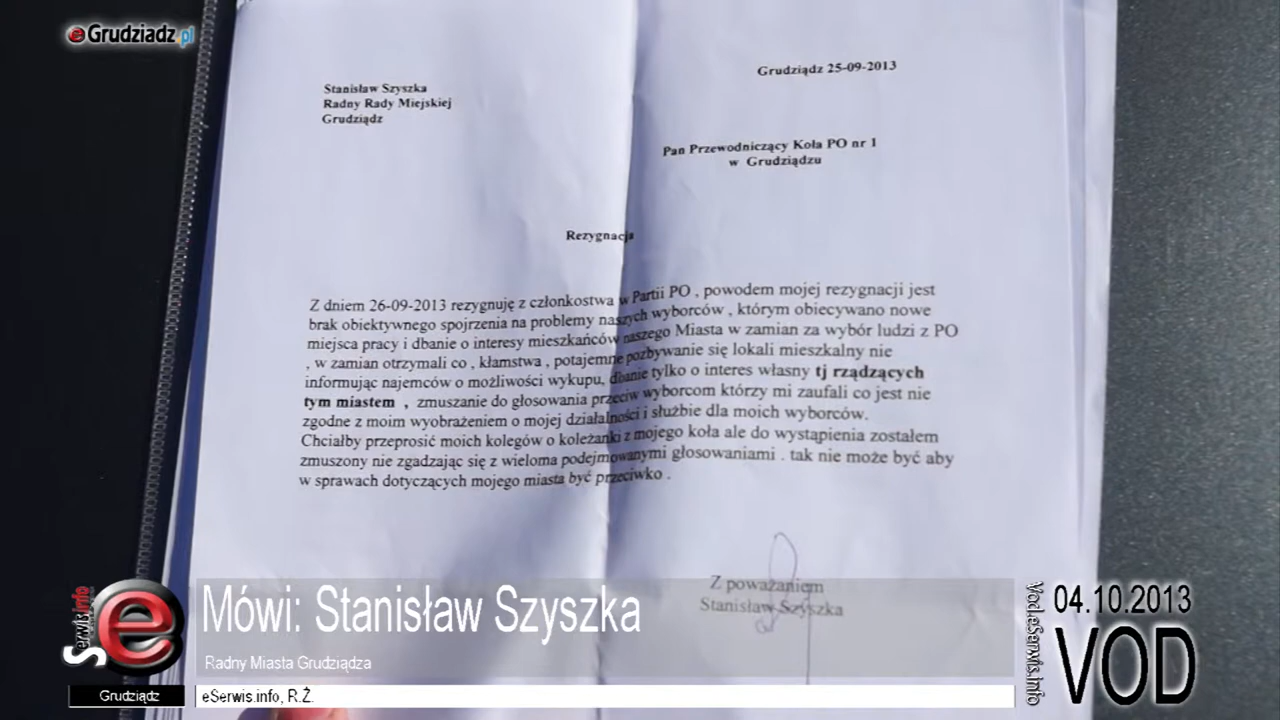 eGrudziadz.pl
Grudziądz 25-09-2013
Stanisław Szyszka
Radny Rady Miejskiej
Grudziądz
Pan Przewodniczący Koła PO nr 1
w Grudziądzu
Rezygnacja
Z dniem 26-09-2013 rezygnuję z członkostwa w Partii PO , powodem mojej rezygnacji jest
brak obiektywnego spojrzenia na problemy naszych wyborców , którym obiecywano nowe
miejsca pracy i dbanie o interesy mieszkańców naszego Miasta w zamian za wybór ludzi z PO
, w zamian otrzymali co , kłamstwa , potajemne pozbywanie się lokali mieszkalny nie
informując najemców o możliwości wykupu, dbanie tylko o interes własny tj rządzących
tym miastem , zmuszanie do głosowania przeciw wyborcom którzy mi zaufali co jest nie
zgodne z moim wyobrażeniem o mojej działalności i służbie dla moich wyborców.
Chciałby przeprosić moich kolegów o koleżanki z mojego koła ale do wystąpienia zostałem
zmuszony nie zgadzając się z wieloma podejmowanymi głosowaniami . tak nie może być aby
w sprawach dotyczących mojego miasta być przeciwko .
Z poważaniem
Stanisław Szyszka
eSerwis.info
Mówi: Stanisław Szyszka
Radny Miasta Grudziądza
Grudziądz
eSerwis.info, R.Ż.
Vod.eSerwis.info
04.10.2013
VOD